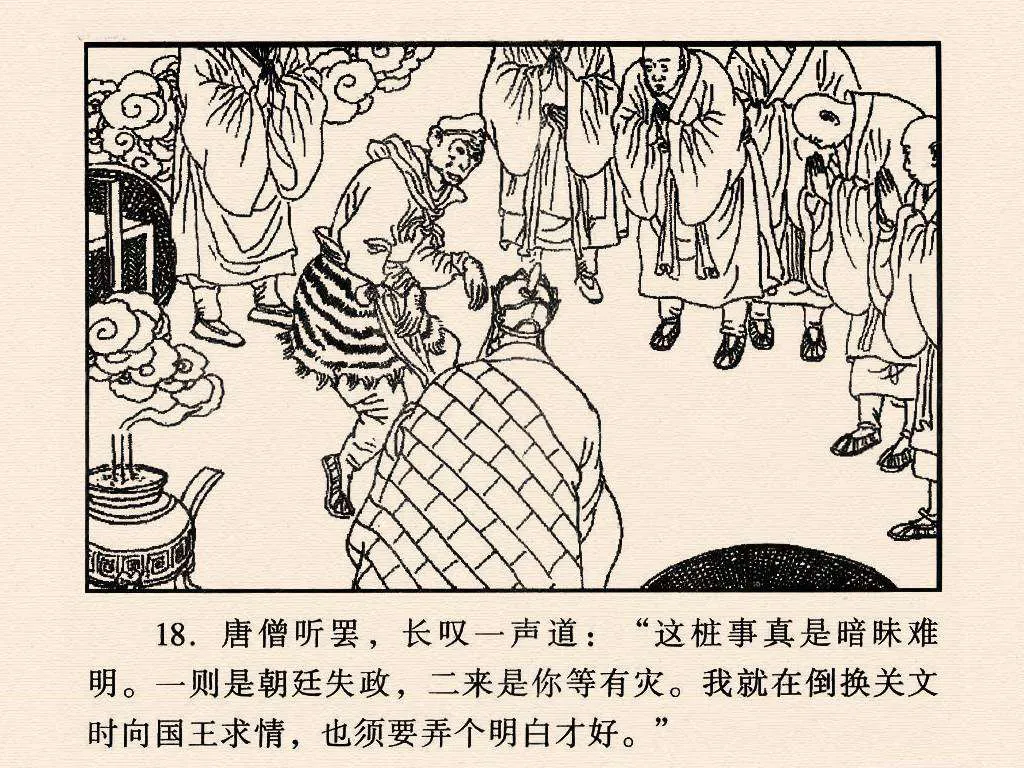 18. 唐僧听罢，长叹一声道：“这桩事真是暗昧难
明。一则是朝廷失政，二来是你等有灾。我就在倒换关文
时向国王求情，也须要弄个明白才好。”